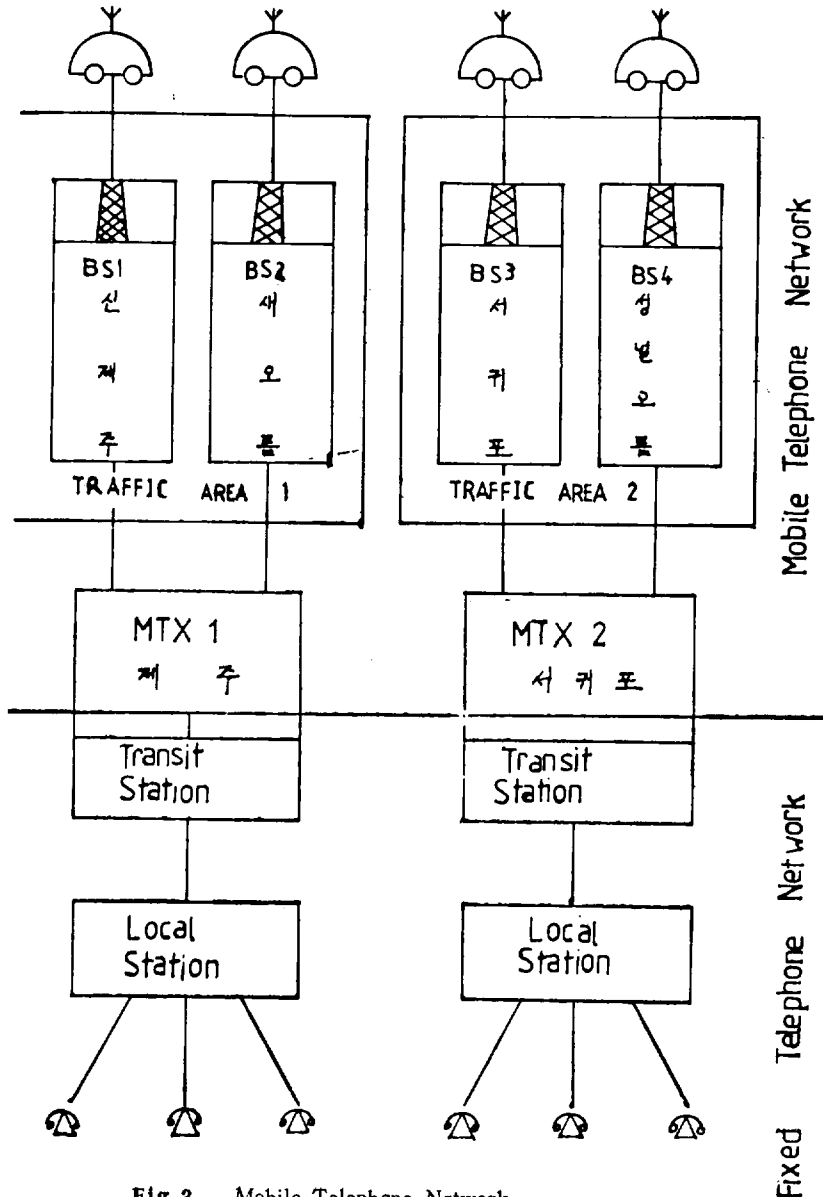 BS1
신
제
주
BS2
새
오
름
BS3
서
귀
포
BS4
성
널
오
름
TRAFFIC AREA 1
TRAFFIC AREA 2
Mobile Telephone Network
MTX 1
제 주
MTX 2
서 귀 포
Transit
Station
Transit
Station
Local
Station
Local
Station
Fixed Telephone Network
Fig. 2. Mobile Telephone Network